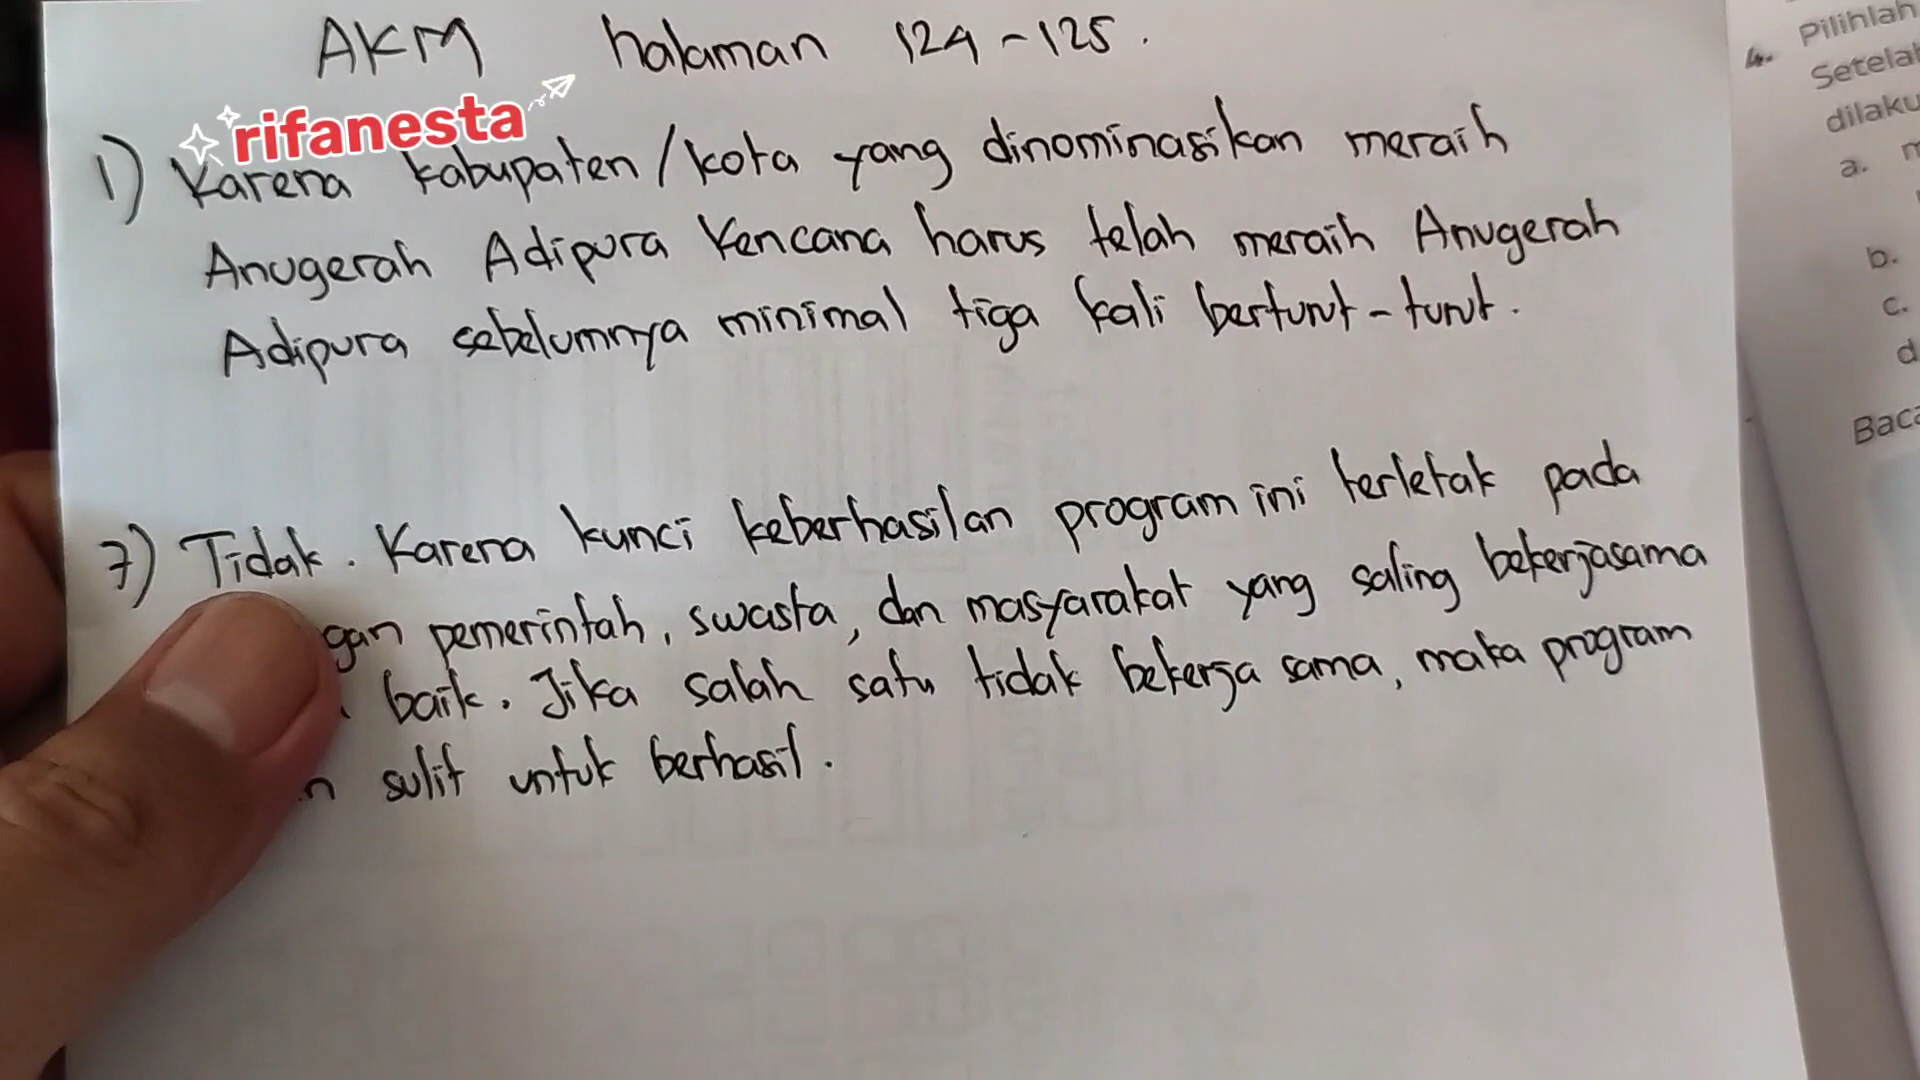 AKM halaman 124-125.
rifanesta
1) Karena kabupaten/kota yang dinominasikan meraih
Anugerah Adipura Kencana harus telah meraih Anugerah
Adipura sebelumnya minimal tiga kali berturut-turut.
7) Tidak. Karena kunci keberhasilan program ini terletak pada
gan pemerintah, swasta, dan masyarakat yang saling bekerjasama
baik. Jika salah satu tidak bekerja sama, maka program
n sulit untuk berhasil.
4. Pilihlah
Setelah
dilaku
a.
b.
c.
d
Baca